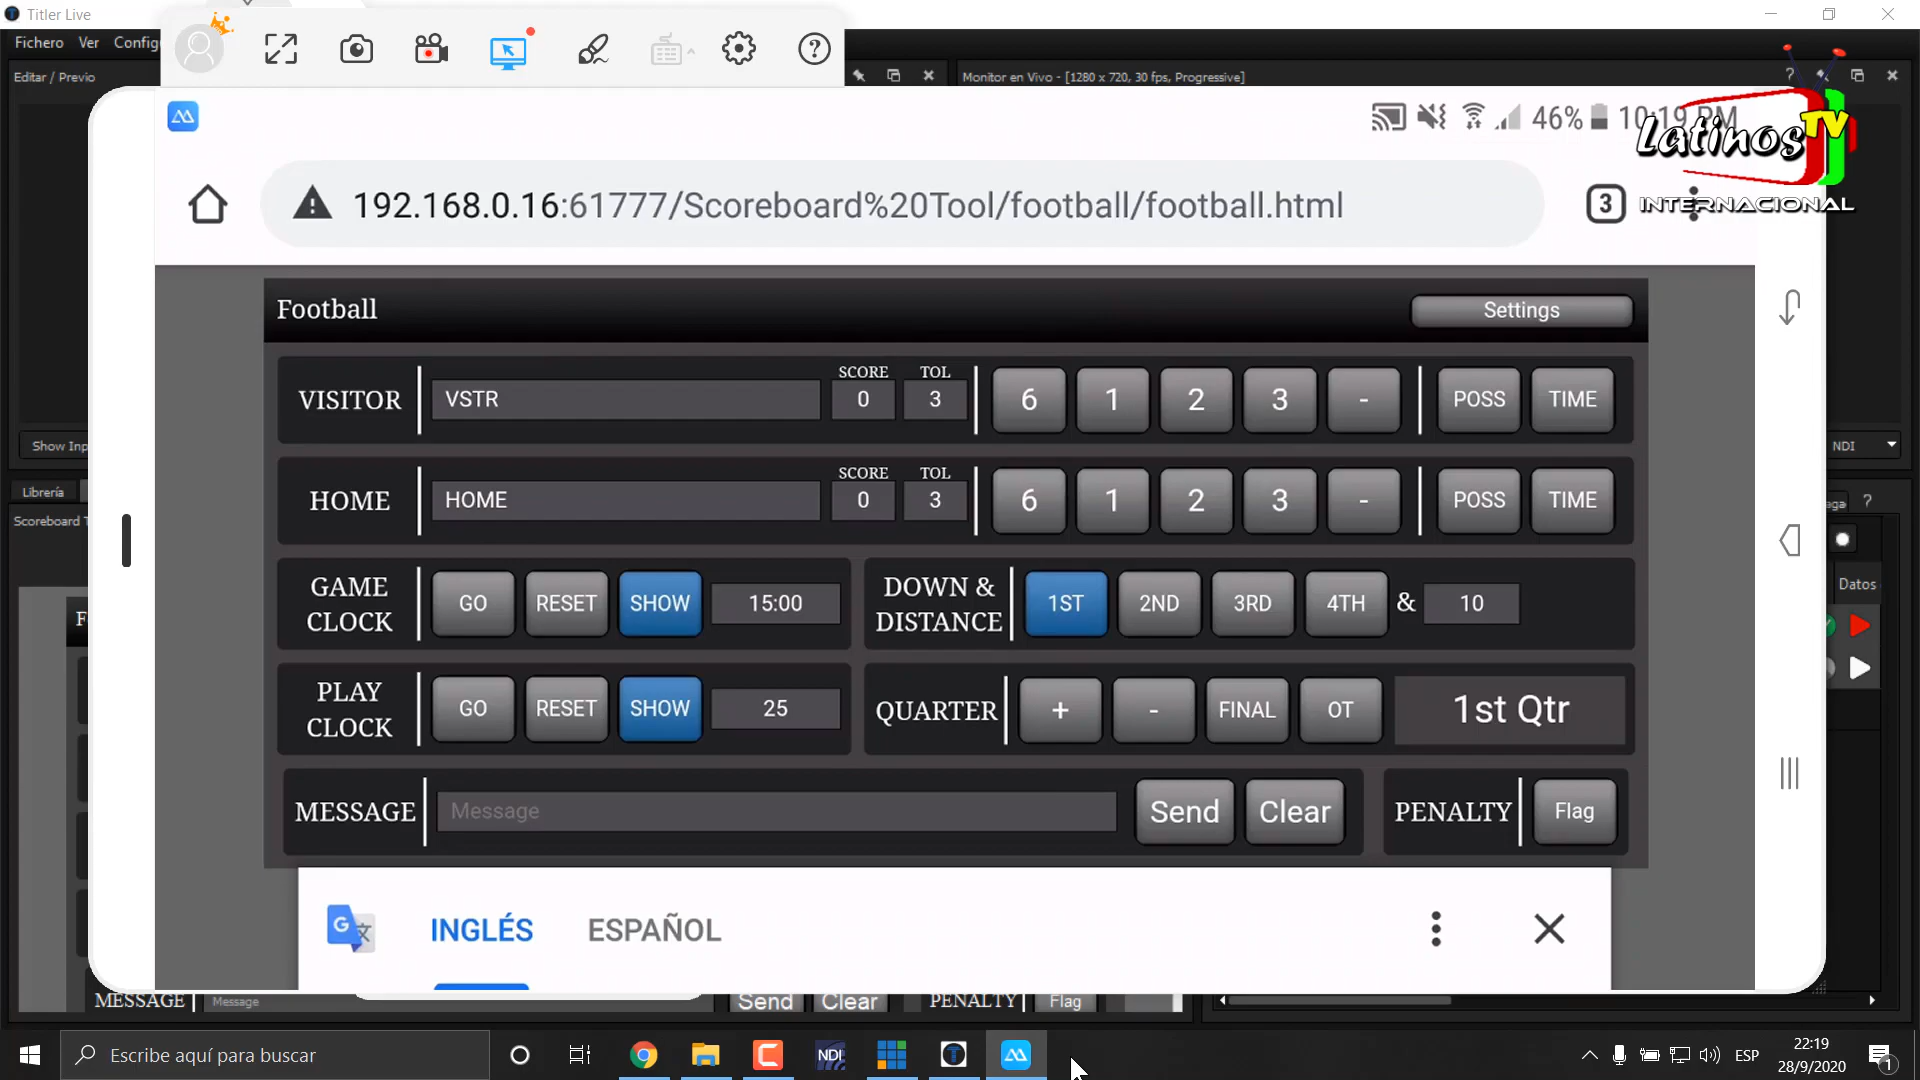 Titler Live
Fichero Ver Config
Editar / Previo
Monitor en Vivo - [1280 x 720, 30 fps, Progressive]
46% 10:19 PM
Latinos TV
INTERNACIONAL
192.168.0.16:61777/Scoreboard%20Tool/football/football.html
3
Football
Settings
VISITOR
VSTR
SCORE
0
TOL
3
6 1 2 3 -
POSS TIME
HOME
HOME
SCORE
0
TOL
3
6 1 2 3 -
POSS TIME
GAME CLOCK
GO RESET SHOW 15:00
DOWN & DISTANCE
1ST 2ND 3RD 4TH & 10
PLAY CLOCK
GO RESET SHOW 25
QUARTER
+ - FINAL OT 1st Qtr
MESSAGE
Message
Send Clear
PENALTY
Flag
INGLÉS ESPAÑOL
Show Inp
NDI
Librería
Scoreboard T
Datos
MESSAGE Message Send Clear PENALTY Flag
Escribe aquí para buscar
NDI
ESP
22:19
28/9/2020
1